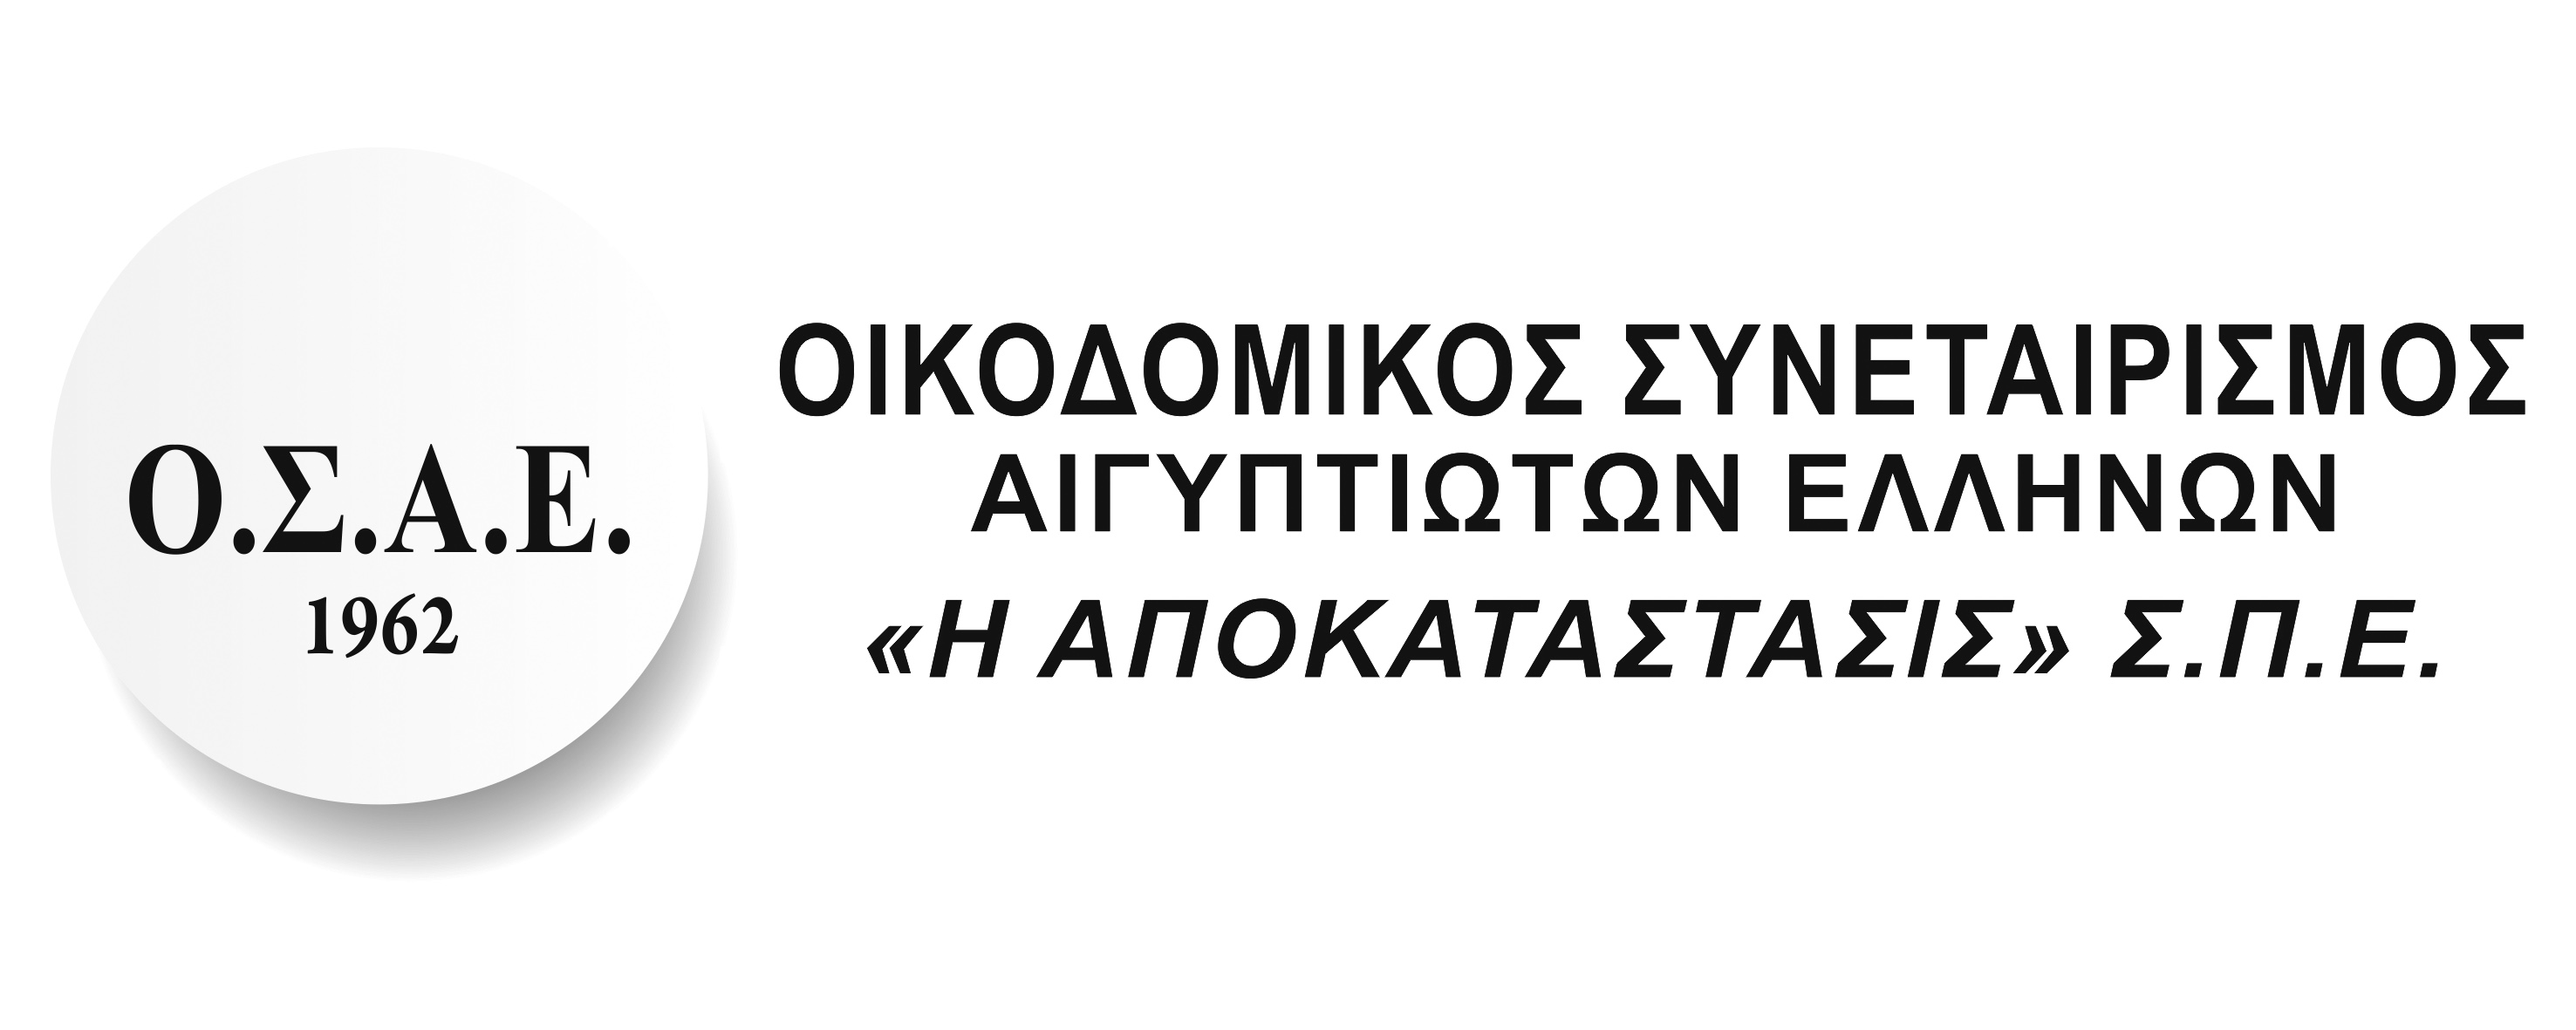 Ο.Σ.Α.Ε.
1962
ΟΙΚΟΔΟΜΙΚΟΣ ΣΥΝΕΤΑΙΡΙΣΜΟΣ
ΑΙΓΥΠΤΙΩΤΩΝ ΕΛΛΗΝΩΝ
«Η ΑΠΟΚΑΤΑΣΤΑΣΙΣ» Σ.Π.Ε.